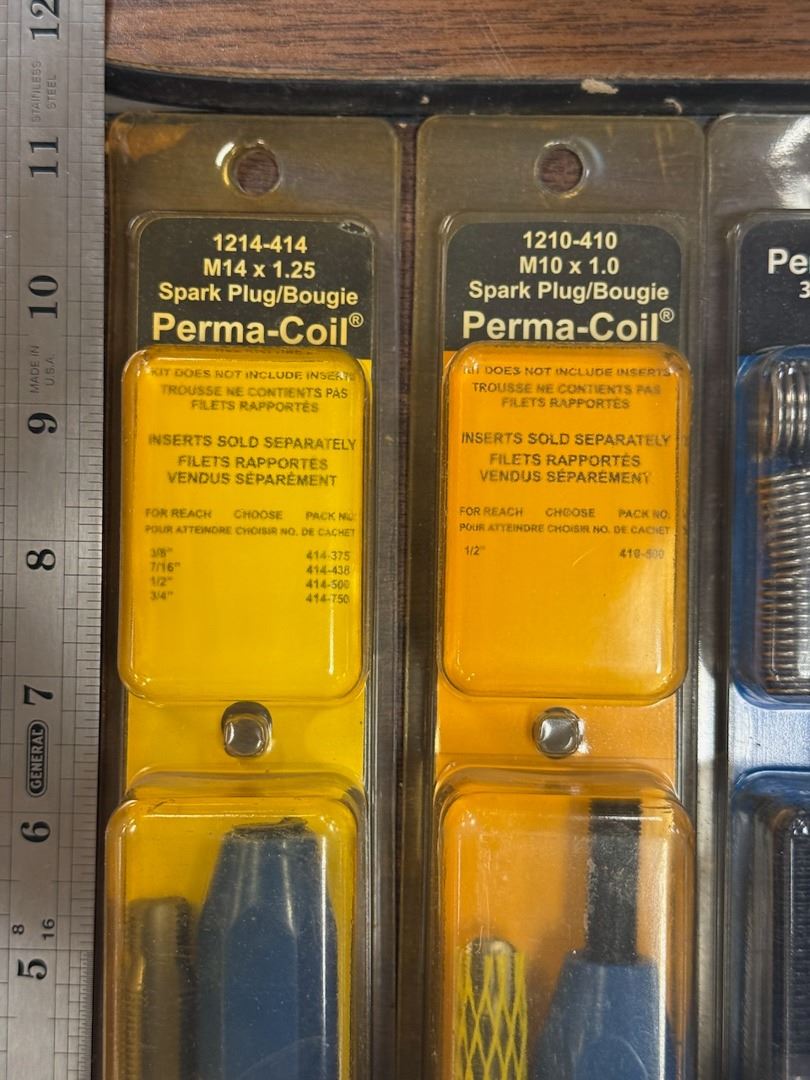 12
STAINLESS
STEEL
11
10
MADE IN
U.S.A.
9
8
7
GENERAL
6
8
16
5
1214-414
M14 x 1.25
Spark Plug/Bougie
Perma-Coil®
KIT DOES NOT INCLUDE INSERTS
TROUSSE NE CONTIENTS PAS
FILETS RAPPORTÉS
INSERTS SOLD SEPARATELY
FILETS RAPPORTÉS
VENDUS SÉPARÉMENT
FOR REACH CHOOSE PACK NO.
POUR ATTEINDRE CHOISIR NO. DE CACHET
3/8" 414-375
7/16" 414-438
1/2" 414-500
3/4" 414-750
1210-410
M10 x 1.0
Spark Plug/Bougie
Perma-Coil®
KIT DOES NOT INCLUDE INSERTS
TROUSSE NE CONTIENTS PAS
FILETS RAPPORTÉS
INSERTS SOLD SEPARATELY
FILETS RAPPORTÉS
VENDUS SÉPARÉMENT
FOR REACH CHOOSE PACK NO.
POUR ATTEINDRE CHOISIR NO. DE CACHET
1/2" 410-500
Pe
3